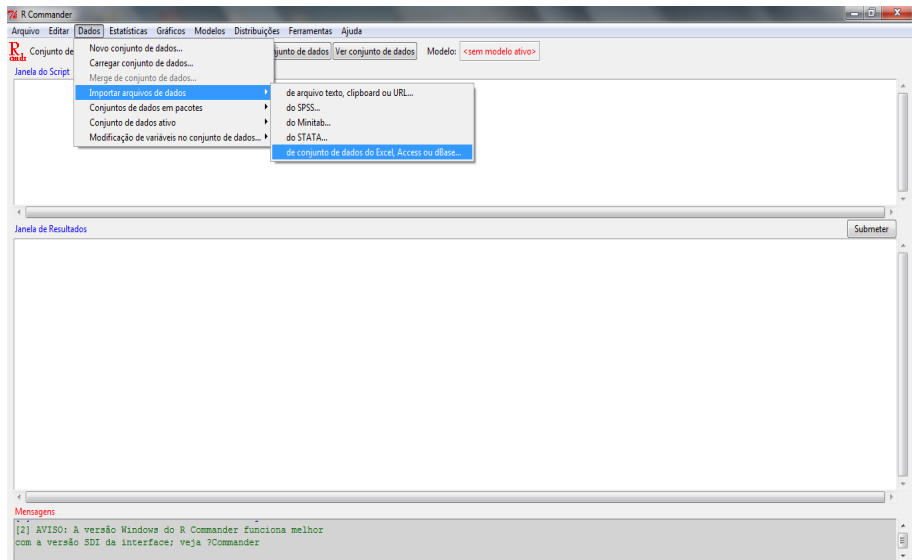 R Commander
Arquivo Editar Dados Estatísticas Gráficos Modelos Distribuições Ferramentas Ajuda
R cmdr Conjunto de junto de dados Ver conjunto de dados Modelo: <sem modelo ativo>
Novo conjunto de dados...
Carregar conjunto de dados...
Merge de conjunto de dados...
Importar arquivos de dados
Conjuntos de dados em pacotes
Conjunto de dados ativo
Modificação de variáveis no conjunto de dados...
de arquivo texto, clipboard ou URL...
do SPSS...
do Minitab...
do STATA...
de conjunto de dados do Excel, Access ou dBase...
Janela do Script
Janela de Resultados
Submeter
Mensagens
[2] AVISO: A versão Windows do R Commander funciona melhor
com a versão SDI da interface; veja ?Commander